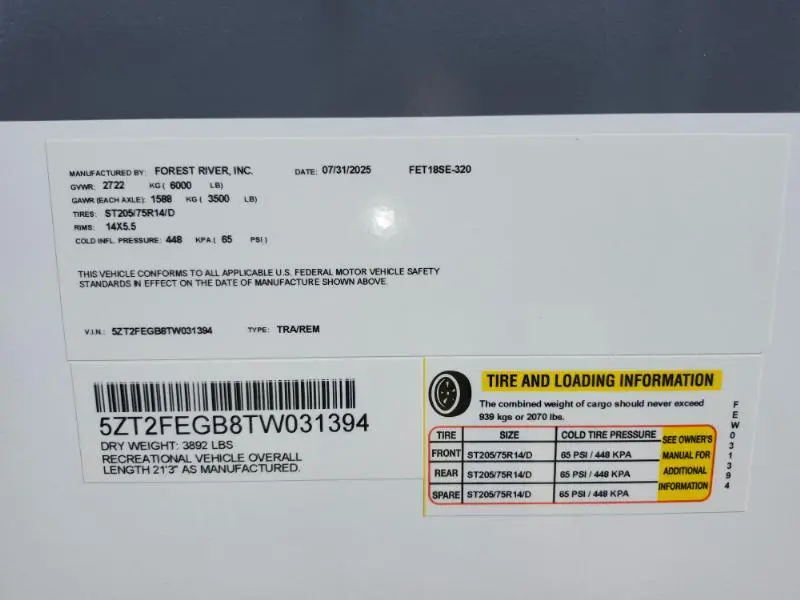 MANUFACTURED BY: FOREST RIVER, INC. DATE: 07/31/2025 FET18SE-320
GVWR: 2722 KG ( 6000 LB)
GAWR (EACH AXLE): 1588 KG ( 3500 LB)
TIRES: ST205/75R14/D
RIMS: 14X5.5
COLD INFL. PRESSURE: 448 KPA ( 65 PSI )
THIS VEHICLE CONFORMS TO ALL APPLICABLE U.S. FEDERAL MOTOR VEHICLE SAFETY
STANDARDS IN EFFECT ON THE DATE OF MANUFACTURE SHOWN ABOVE.
V.I.N.: 5ZT2FEGB8TW031394 TYPE: TRA/REM
5ZT2FEGB8TW031394
DRY WEIGHT: 3892 LBS
RECREATIONAL VEHICLE OVERALL
LENGTH 21'3" AS MANUFACTURED.
TIRE AND LOADING INFORMATION
The combined weight of cargo should never exceed
939 kgs or 2070 lbs.
TIRE SIZE COLD TIRE PRESSURE
FRONT ST205/75R14/D 65 PSI / 448 KPA
REAR ST205/75R14/D 65 PSI / 448 KPA
SPARE ST205/75R14/D 65 PSI / 448 KPA
SEE OWNER'S
MANUAL FOR
ADDITIONAL
INFORMATION
FEW031394